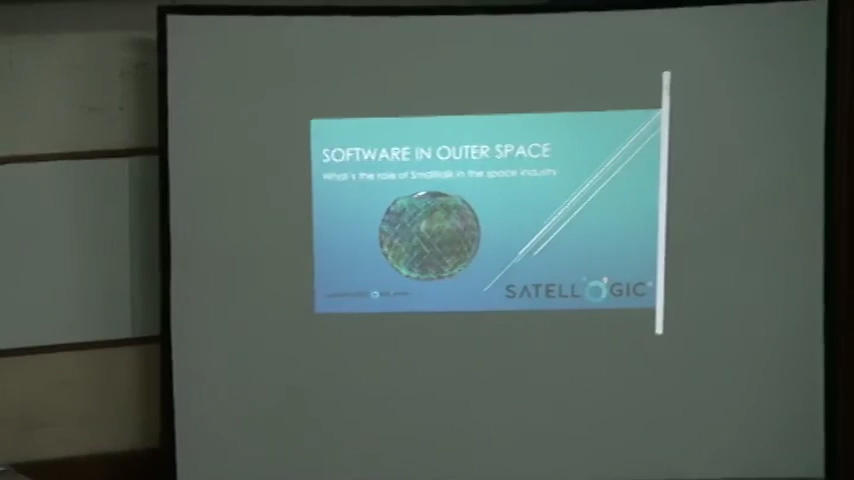 SOFTWARE IN OUTER SPACE
What's the role of Smalltalk in the space industry
SATELLOGIC